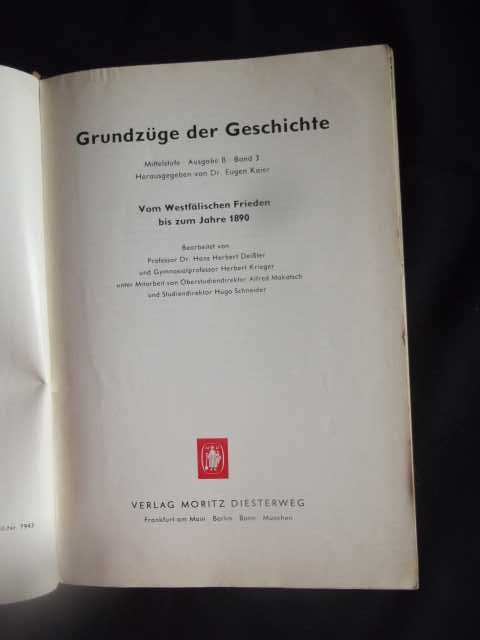 Grundzüge der Geschichte
Mittelstufe · Ausgabe B · Band 3
Herausgegeben von Dr. Eugen Kaier
Vom Westfälischen Frieden
bis zum Jahre 1890
Bearbeitet von
Professor Dr. Hans Herbert Deißler
und Gymnasialprofessor Herbert Krieger
unter Mitarbeit von Oberstudiendirektor Alfred Makatsch
und Studiendirektor Hugo Schneider
VERLAG MORITZ DIESTERWEG
Frankfurt am Main · Berlin · Bonn · München
7943